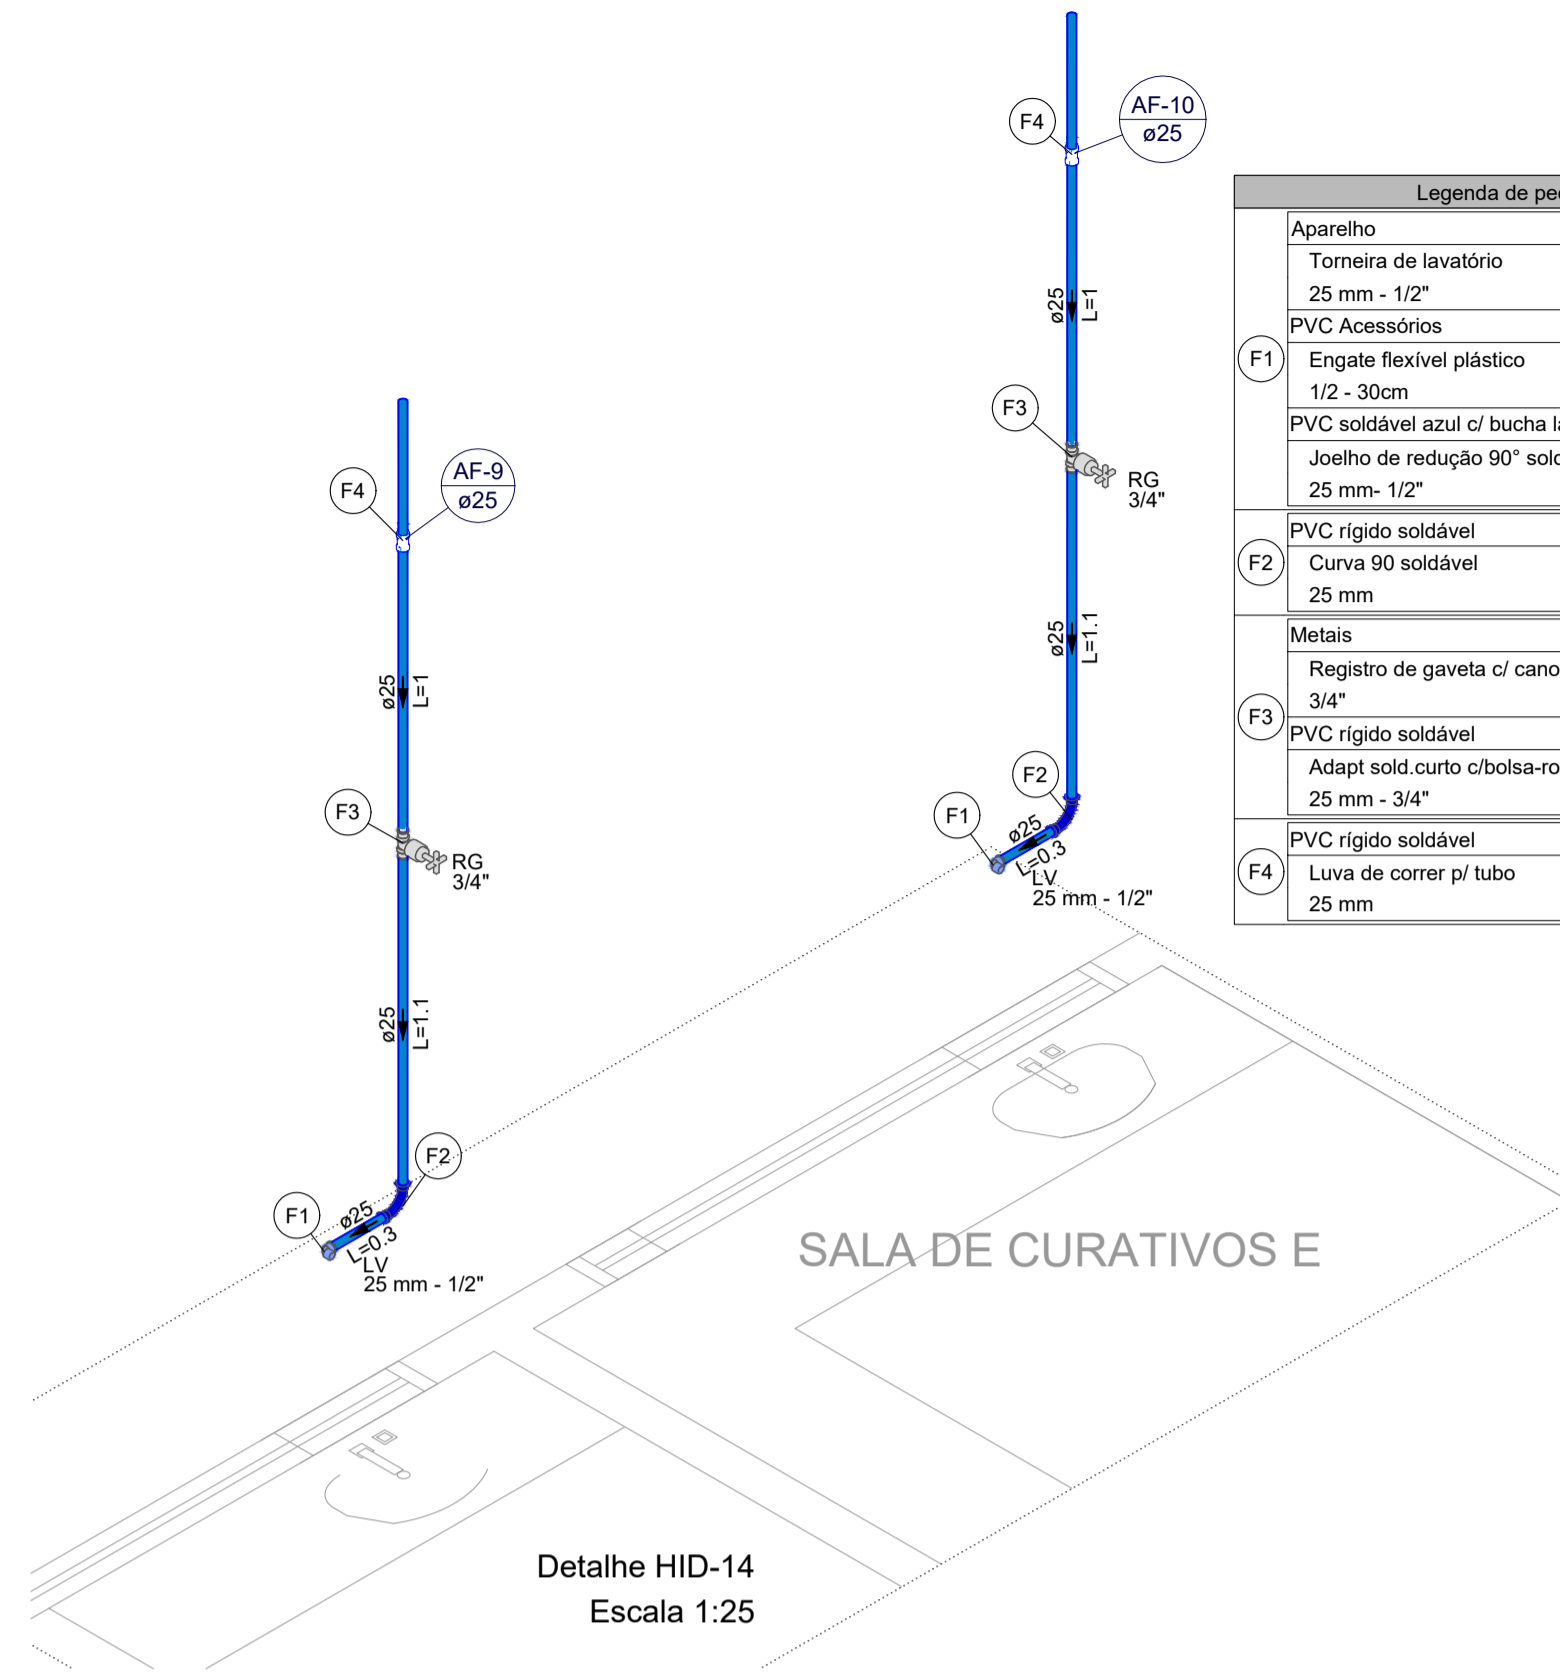 AF-10
ø25
F4
ø25
L=1
F3
RG
3/4"
ø25
L=1.1
F2
F1
ø25
L=0.3
LV
25 mm - 1/2"
AF-9
ø25
F4
ø25
L=1
F3
RG
3/4"
ø25
L=1.1
F2
F1
ø25
L=0.3
LV
25 mm - 1/2"
Legenda de
F1
Aparelho
Torneira de lavatório
25 mm - 1/2"
PVC Acessórios
Engate flexível plástico
1/2 - 30cm
PVC soldável azul c/ bucha
Joelho de redução 90°
25 mm- 1/2"
F2
PVC rígido soldável
Curva 90 soldável
25 mm
F3
Metais
Registro de gaveta c/
3/4"
PVC rígido soldável
Adapt sold.curto
25 mm - 3/4"
F4
PVC rígido soldável
Luva de correr p/ tubo
25 mm
SALA DE CURATIVOS E
Detalhe HID-14
Escala 1:25